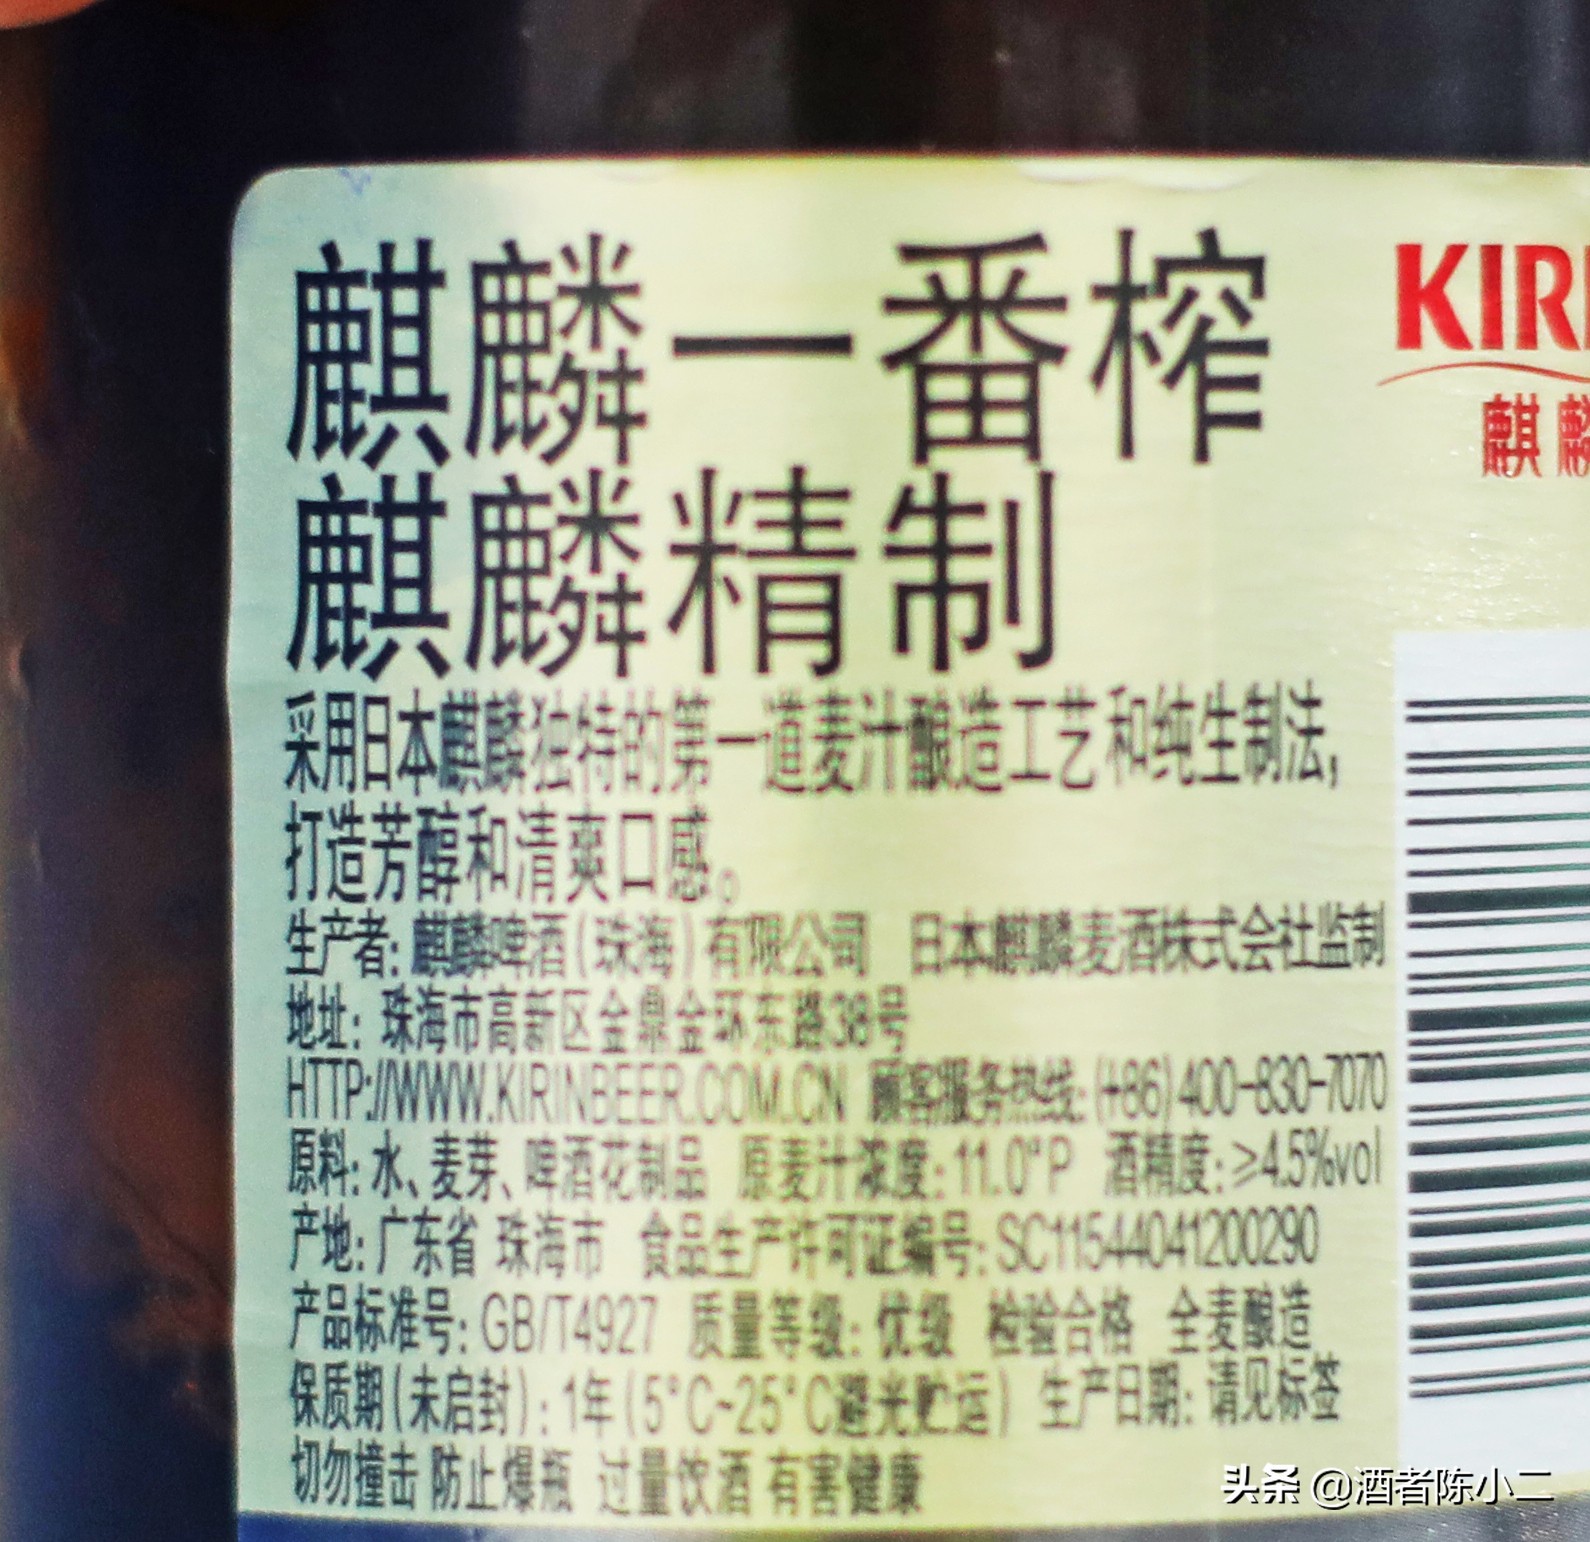 麒麟一番榨
KIRI
麒麟
麒麟精制
采用日本麒麟独特的第一道麦汁酿造工艺和纯生制法，
打造芳醇和清爽口感。
生产者：麒麟啤酒（珠海）有限公司 日本麒麟麦酒株式会社监制
地址：珠海市高新区金鼎金环东路38号
HTTP://WWW.KIRINBEER.COM.CN 顾客服务热线：(+86)400-830-7070
原料：水、麦芽、啤酒花制品 原麦汁浓度：11.0°P 酒精度：≥4.5%vol
产地：广东省 珠海市 食品生产许可证编号：SC11544041200290
产品标准号：GB/T4927 质量等级：优级 检验合格 全麦酿造
保质期（未启封）：1年（5°C~25°C避光贮运） 生产日期：请见标签
切勿撞击 防止爆瓶 过量饮酒 有害健康
头条 @酒者陈小二